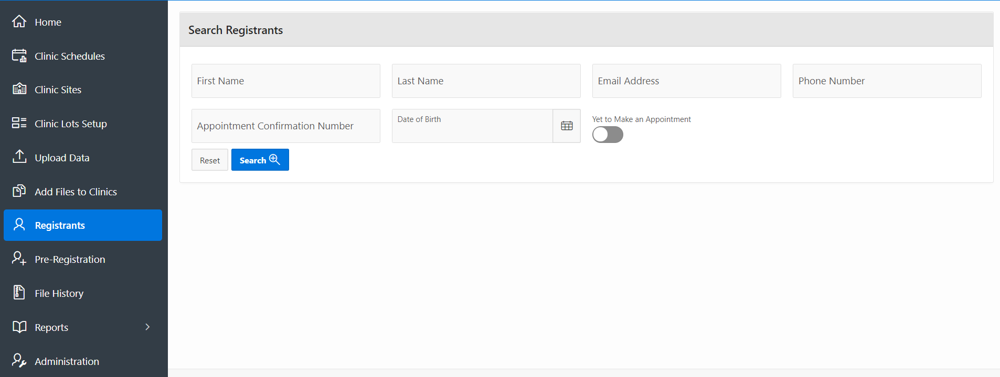 Home
Clinic Schedules
Clinic Sites
Clinic Lots Setup
Upload Data
Add Files to Clinics
Registrants
Pre-Registration
File History
Reports
Administration
Search Registrants
First Name
Last Name
Email Address
Phone Number
Appointment Confirmation Number
Date of Birth
Yet to Make an Appointment
Reset
Search